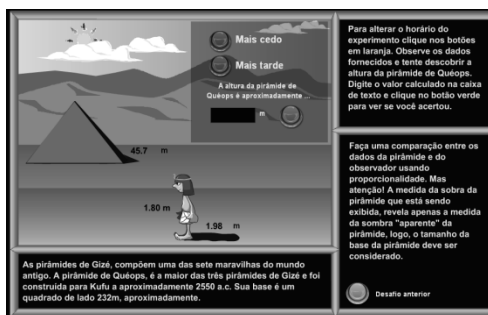 Mais cedo
Mais tarde
A altura da pirâmide de
Quéops é aproximadamente ...
m
45.7 m
1.80 m
1.98 m
As pirâmides de Gizé, compõem uma das sete maravilhas do mundo
antigo. A pirâmide de Quéops, é a maior das três pirâmides de Gizé e foi
construída para Kufu a aproximadamente 2550 a.c. Sua base é um
quadrado de lado 232m, aproximadamente.
Para alterar o horário do
experimento clique nos botões
em laranja. Observe os dados
fornecidos e tente descobrir a
altura da pirâmide de Quéops.
Digite o valor calculado na caixa
de texto e clique no botão verde
para ver se você acertou.
Faça uma comparação entre os
dados da pirâmide e do
observador usando
proporcionalidade. Mas
atenção! A medida da sobra da
pirâmide que está sendo
exibida, revela apenas a medida
da sombra "aparente" da
pirâmide, logo, o tamanho da
base da pirâmide deve ser
considerado.
Desafio anterior